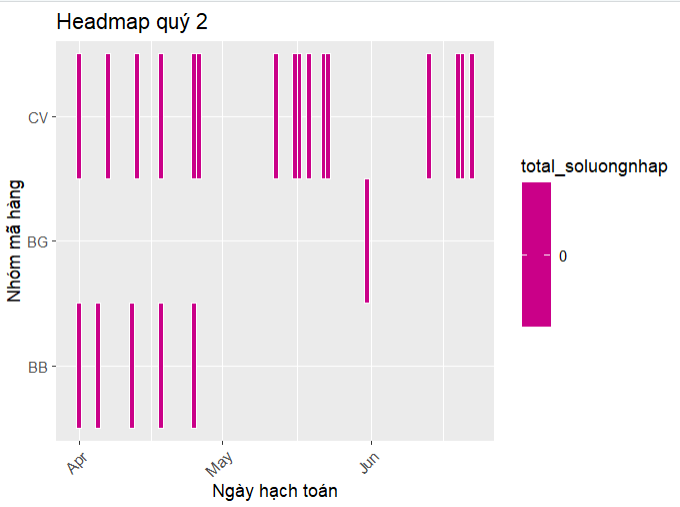 Headmap quý 2
Nhóm mã hàng
CV
BG
BB
Apr
May
Jun
Ngày hạch toán
total_soluongnhap
0